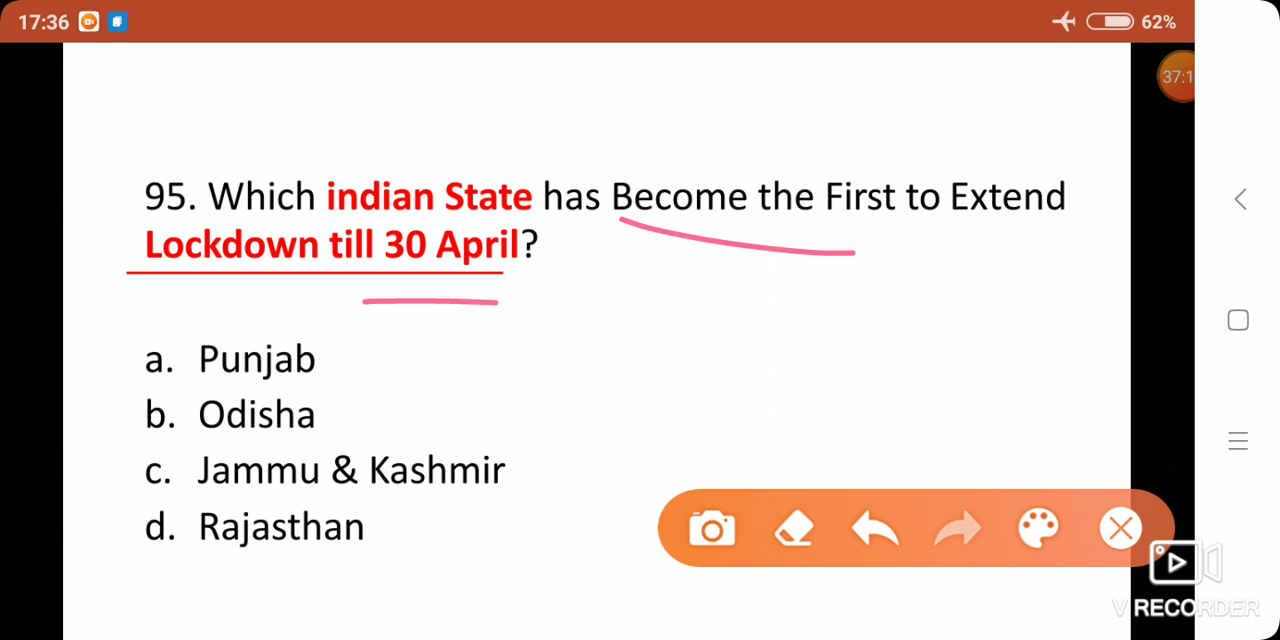 17:36
62%
37:1
95. Which indian State has Become the First to Extend
Lockdown till 30 April?
a. Punjab
b. Odisha
c. Jammu & Kashmir
d. Rajasthan
V RECORDER